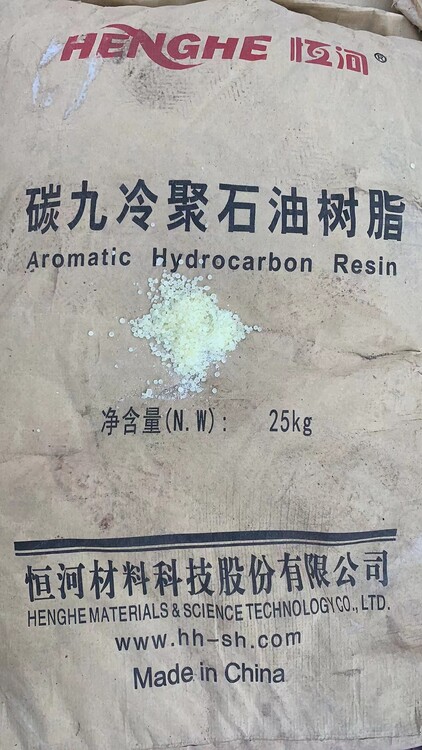 HENGHE 恒河®
碳九冷聚石油树脂
Aromatic Hydrocarbon Resin
净含量(N.W): 25kg
恒河材料科技股份有限公司
HENGHE MATERIALS & SCIENCE TECHNOLOGY CO., LTD.
www.hh-sh.com
Made in China